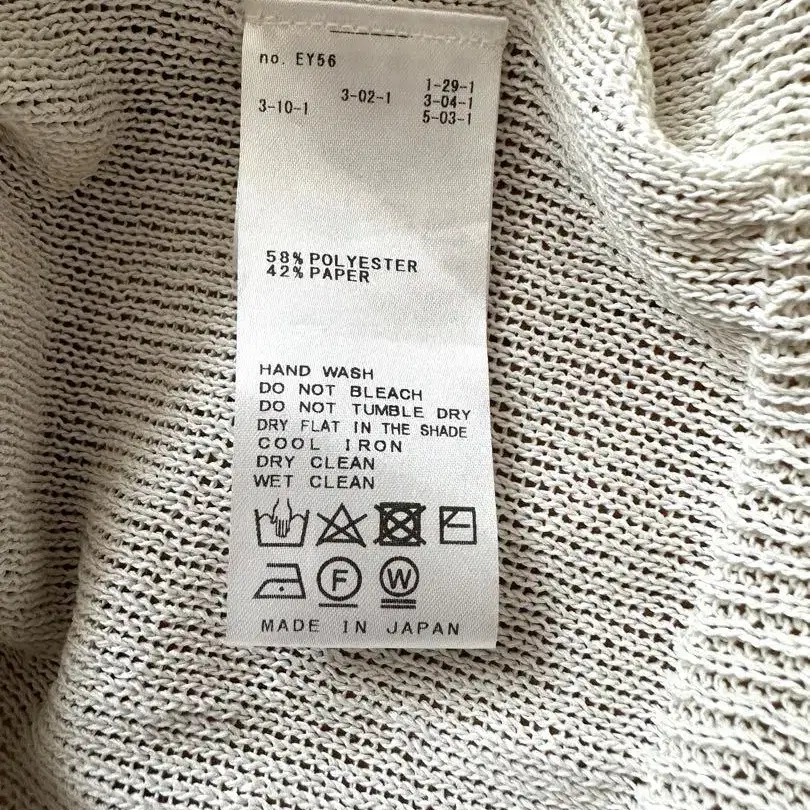 no. EY56
1-29-1
3-02-1 3-04-1
3-10-1
5-03-1
58% POLYESTER
42% PAPER
HAND WASH
DO NOT BLEACH
DO NOT TUMBLE DRY
DRY FLAT IN THE SHADE
COOL IRON
DRY CLEAN
WET CLEAN
F W
MADE IN JAPAN